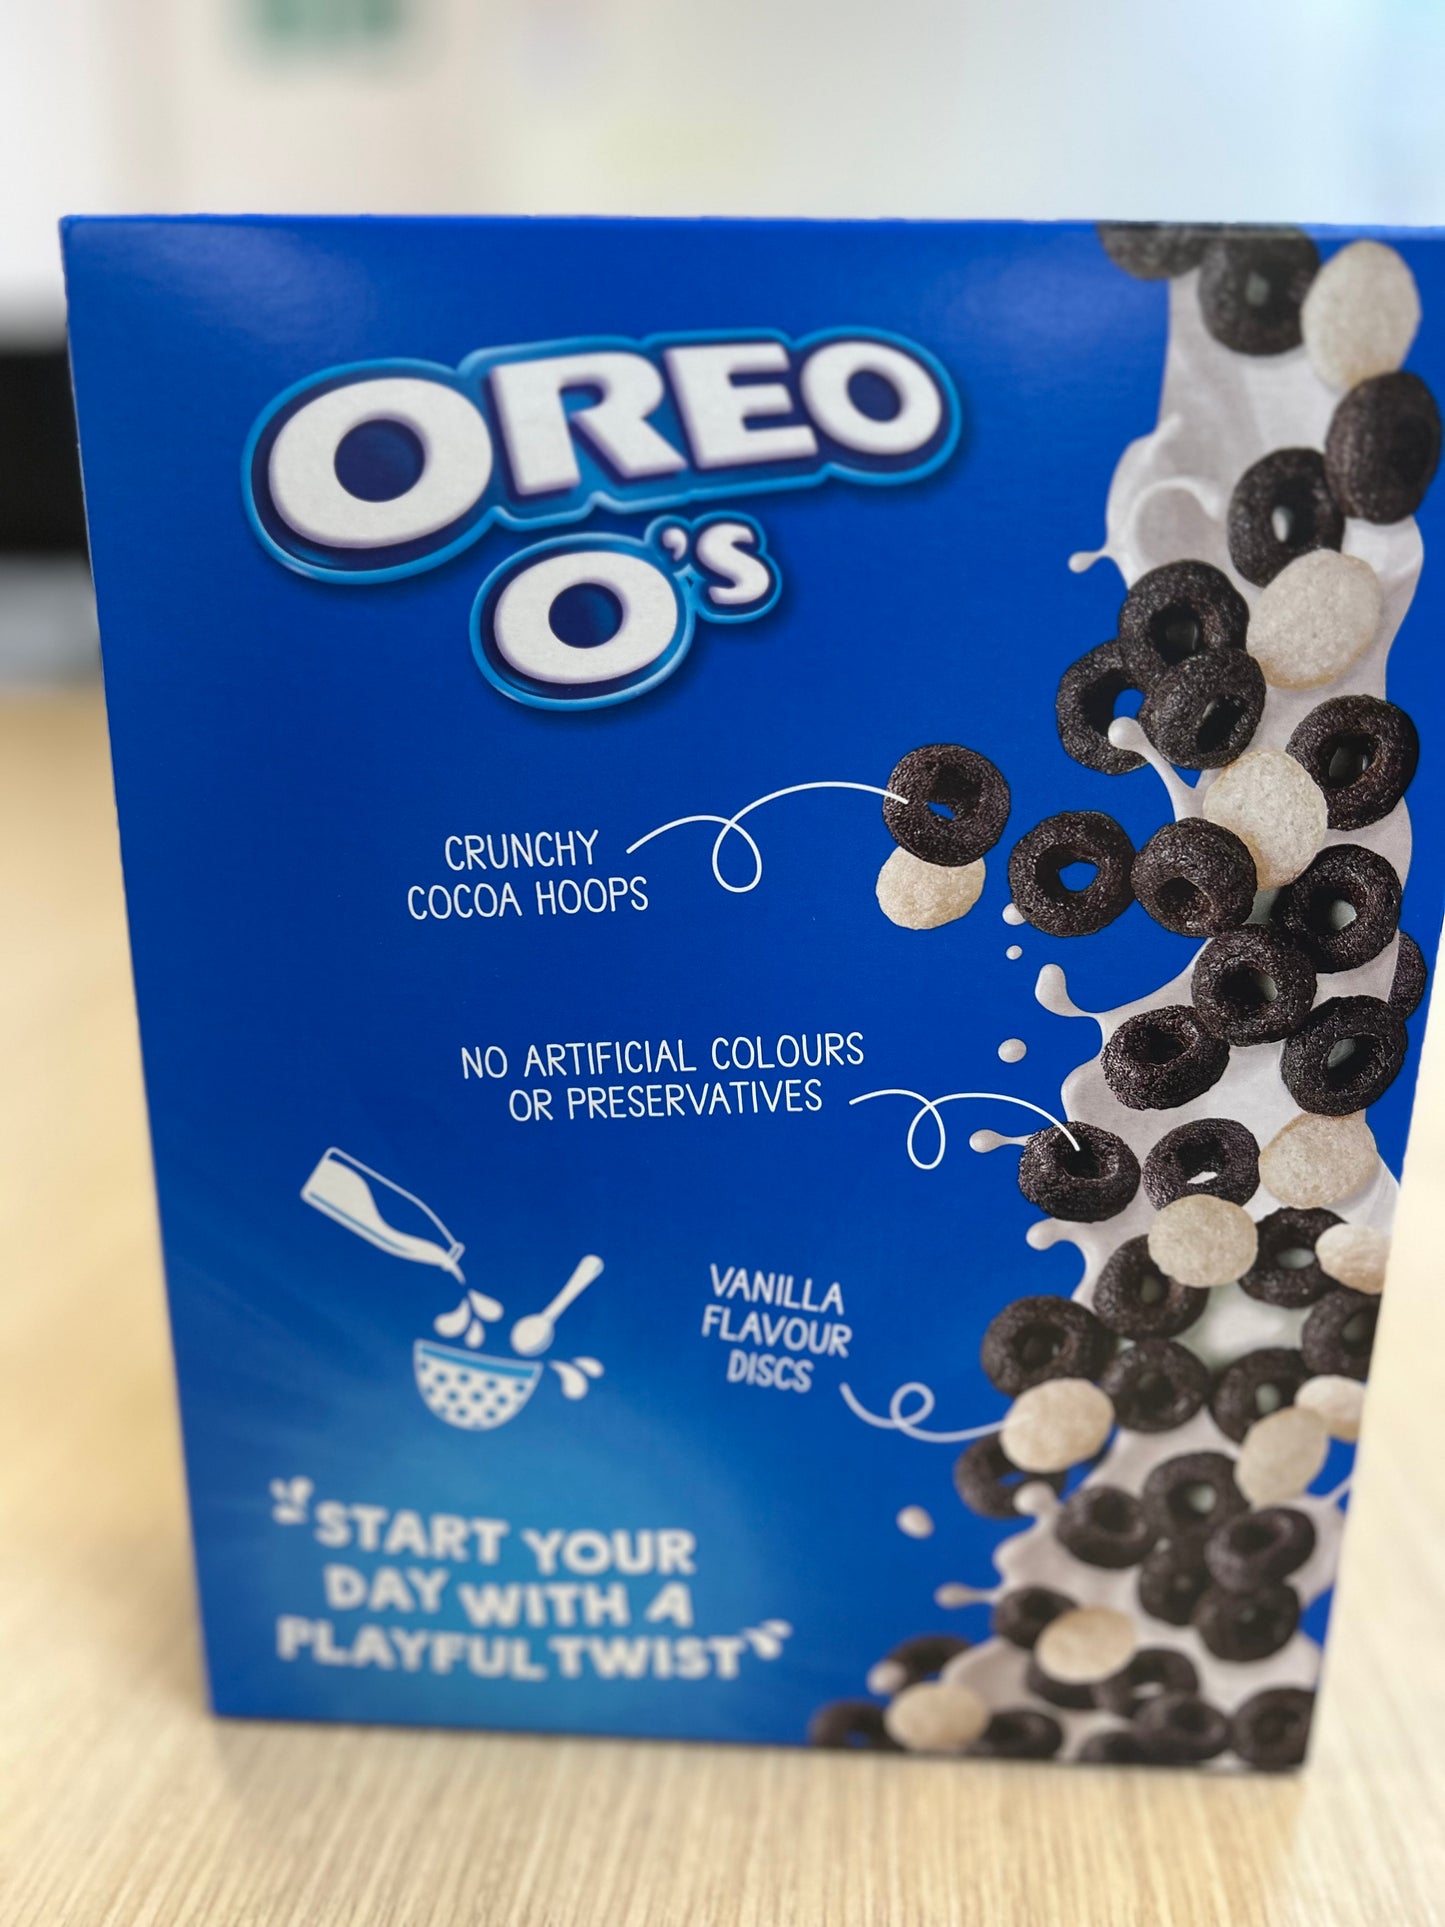 OREO
O'S
CRUNCHY
COCOA HOOPS
NO ARTIFICIAL COLOURS
OR PRESERVATIVES
VANILLA
FLAVOUR
DISCS
START YOUR
DAY WITH A
PLAYFUL TWIST